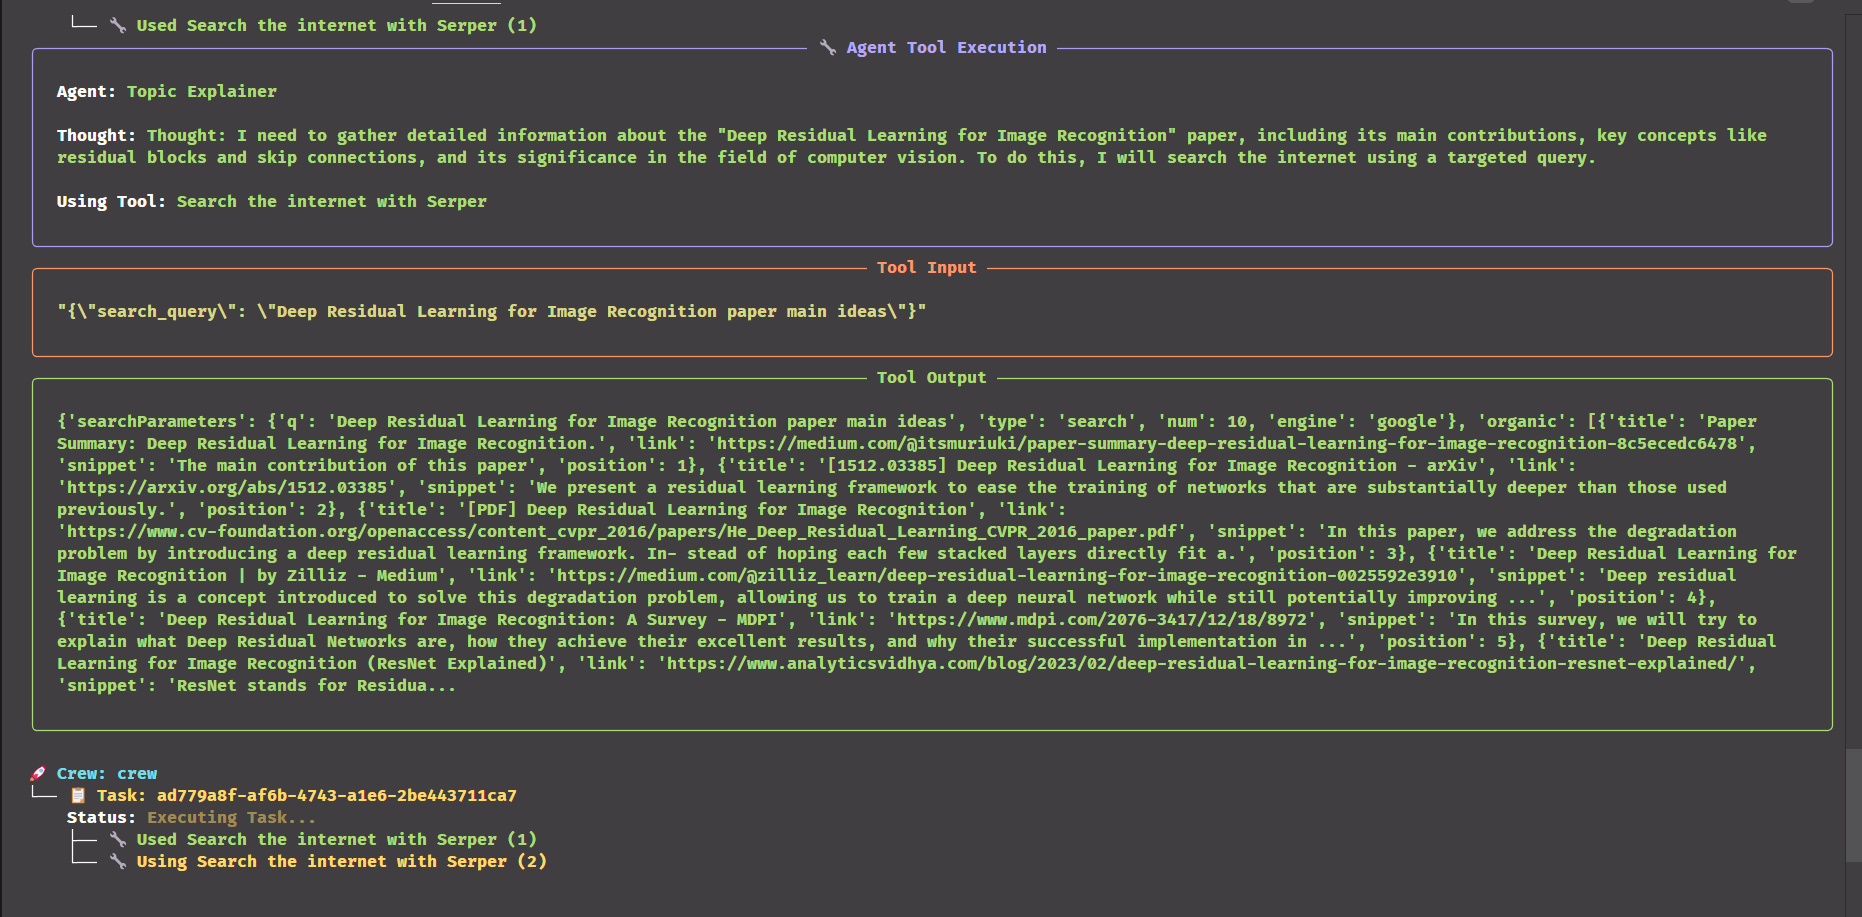 Used Search the internet with Serper (1)
Agent Tool Execution
Agent: Topic Explainer
Thought: Thought: I need to gather detailed information about the "Deep Residual Learning for Image Recognition" paper, including its main contributions, key concepts like
residual blocks and skip connections, and its significance in the field of computer vision. To do this, I will search the internet using a targeted query.
Using Tool: Search the internet with Serper
Tool Input
"{\"search_query\": \"Deep Residual Learning for Image Recognition paper main ideas\"}"
Tool Output
{'searchParameters': {'q': 'Deep Residual Learning for Image Recognition paper main ideas', 'type': 'search', 'num': 10, 'engine': 'google'}, 'organic': [{'title': 'Paper
Summary: Deep Residual Learning for Image Recognition.', 'link': 'https://medium.com/@itsmuriuki/paper-summary-deep-residual-learning-for-image-recognition-8c5ecedc6478',
'snippet': 'The main contribution of this paper', 'position': 1}, {'title': '[1512.03385] Deep Residual Learning for Image Recognition - arXiv', 'link':
'https://arxiv.org/abs/1512.03385', 'snippet': 'We present a residual learning framework to ease the training of networks that are substantially deeper than those used
previously.', 'position': 2}, {'title': '[PDF] Deep Residual Learning for Image Recognition', 'link':
'https://www.cv-foundation.org/openaccess/content_cvpr_2016/papers/He_Deep_Residual_Learning_CVPR_2016_paper.pdf', 'snippet': 'In this paper, we address the degradation
problem by introducing a deep residual learning framework. In- stead of hoping each few stacked layers directly fit a.', 'position': 3}, {'title': 'Deep Residual Learning for
Image Recognition | by Zilliz - Medium', 'link': 'https://medium.com/@zilliz_learn/deep-residual-learning-for-image-recognition-0025592e3910', 'snippet': 'Deep residual
learning is a concept introduced to solve this degradation problem, allowing us to train a deep neural network while still potentially improving ...', 'position': 4},
{'title': 'Deep Residual Learning for Image Recognition: A Survey - MDPI', 'link': 'https://www.mdpi.com/2076-3417/12/18/8972', 'snippet': 'In this survey, we will try to
explain what Deep Residual Networks are, how they achieve their excellent results, and why their successful implementation in ...', 'position': 5}, {'title': 'Deep Residual
Learning for Image Recognition (ResNet Explained)', 'link': 'https://www.analyticsvidhya.com/blog/2023/02/deep-residual-learning-for-image-recognition-resnet-explained/',
'snippet': 'ResNet stands for Residua...
Crew: crew
Task: ad779a8f-af6b-4743-a1e6-2be443711ca7
Status: Executing Task...
Used Search the internet with Serper (1)
Using Search the internet with Serper (2)